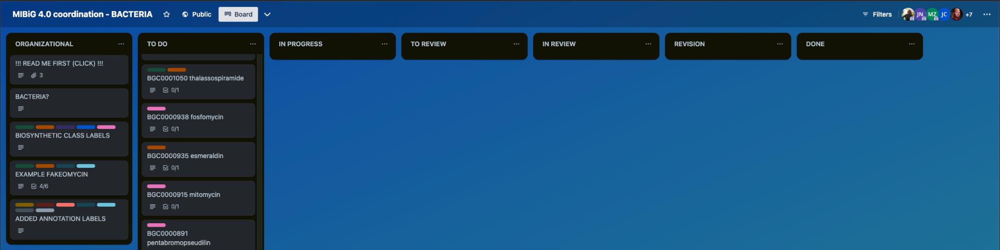 MIBiG 4.0 coordination - BACTERIA
Public
Board
Filters
JN
MZ
JC
+7
ORGANIZATIONAL
!!! READ ME FIRST (CLICK) !!!
3
BACTERIA?
BIOSYNTHETIC CLASS LABELS
EXAMPLE FAKEOMYCIN
4/6
ADDED ANNOTATION LABELS
TO DO
BGC0001050 thalassospiramide
0/1
BGC0000938 fosfomycin
0/1
BGC0000935 esmeraldin
0/1
BGC0000915 mitomycin
0/1
BGC0000891
pentabromopseudilin
IN PROGRESS
TO REVIEW
IN REVIEW
REVISION
DONE